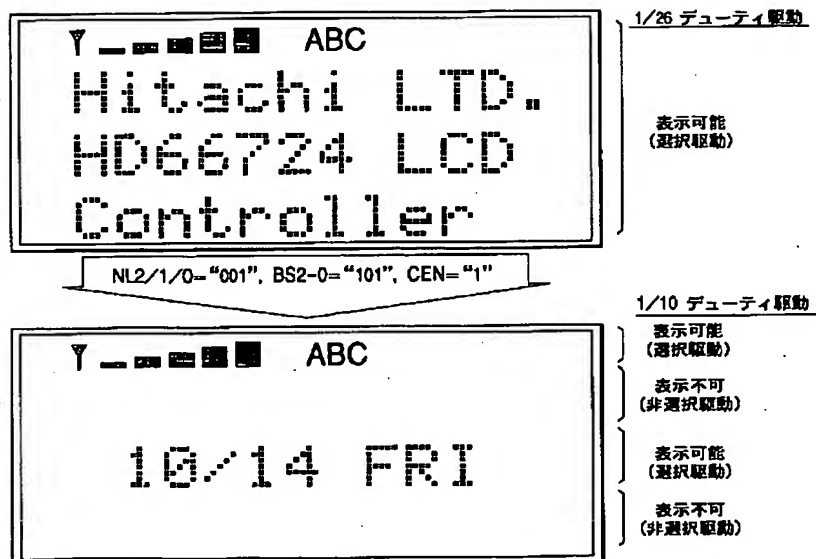 1/26 デューティ駆動
ABC
Hitachi LTD.
HD66724 LCD
Controller
表示可能
(選択駆動)
NL2/1/0="001", BS2-0="101", CEN="1"
1/10 デューティ駆動
ABC
10/14 FRI
表示可能
(選択駆動)
表示不可
(非選択駆動)
表示可能
(選択駆動)
表示不可
(非選択駆動)